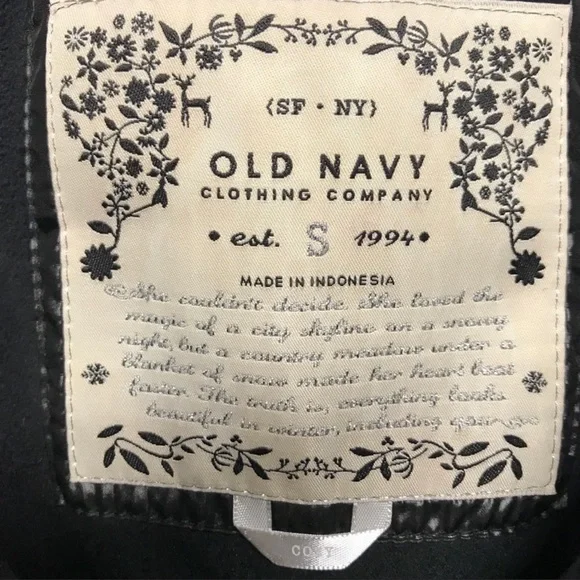 {SF • NY}
OLD NAVY
CLOTHING COMPANY
• est. S 1994 •
MADE IN INDONESIA
She couldn't decide. She loved the
magic of a city skyline on a snowy
night, but a country meadow under a
blanket of snow made her heart beat
faster. The truth is, everything looks
beautiful in winter, including you.
COZY